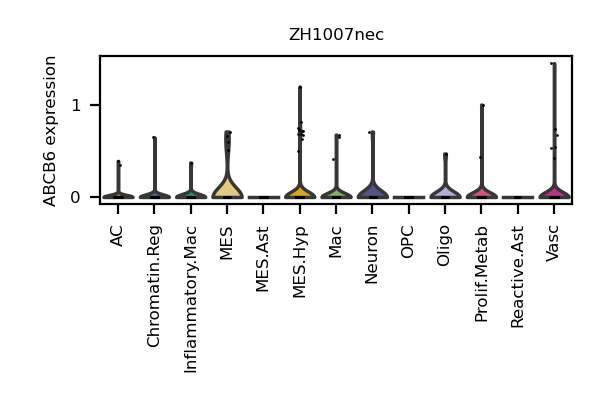 ZH1007nec
ABCB6 expression
1
0
AC
Chromatin.Reg
Inflammatory.Mac
MES
MES.Ast
MES.Hyp
Mac
Neuron
OPC
Oligo
Prolif.Metab
Reactive.Ast
Vasc